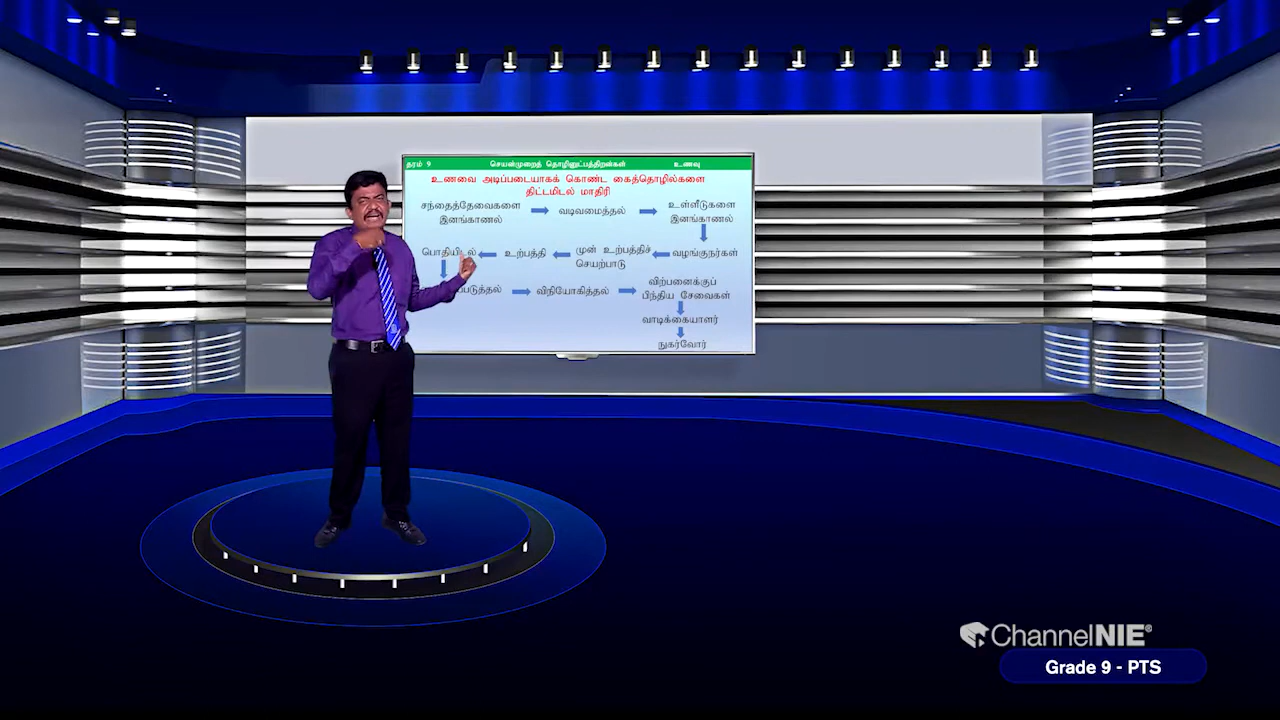 தரம் 9 செயன்முறைத் தொழினுட்பத்திறன்கள் உணவு
உணவை அடிப்படையாகக் கொண்ட கைத்தொழில்களை
திட்டமிடல் மாதிரி
சந்தைத்தேவைகளை
இனங்காணல்
வடிவமைத்தல்
உள்ளீடுகளை
இனங்காணல்
வழங்குநர்கள்
முன் உற்பத்திச்
செயற்பாடு
உற்பத்தி
பொதியிடல்
விநியோகித்தல்
விற்பனைக்குப்
பிந்திய சேவைகள்
வாடிக்கையாளர்
நுகர்வோர்
ChannelNIE®
Grade 9 - PTS